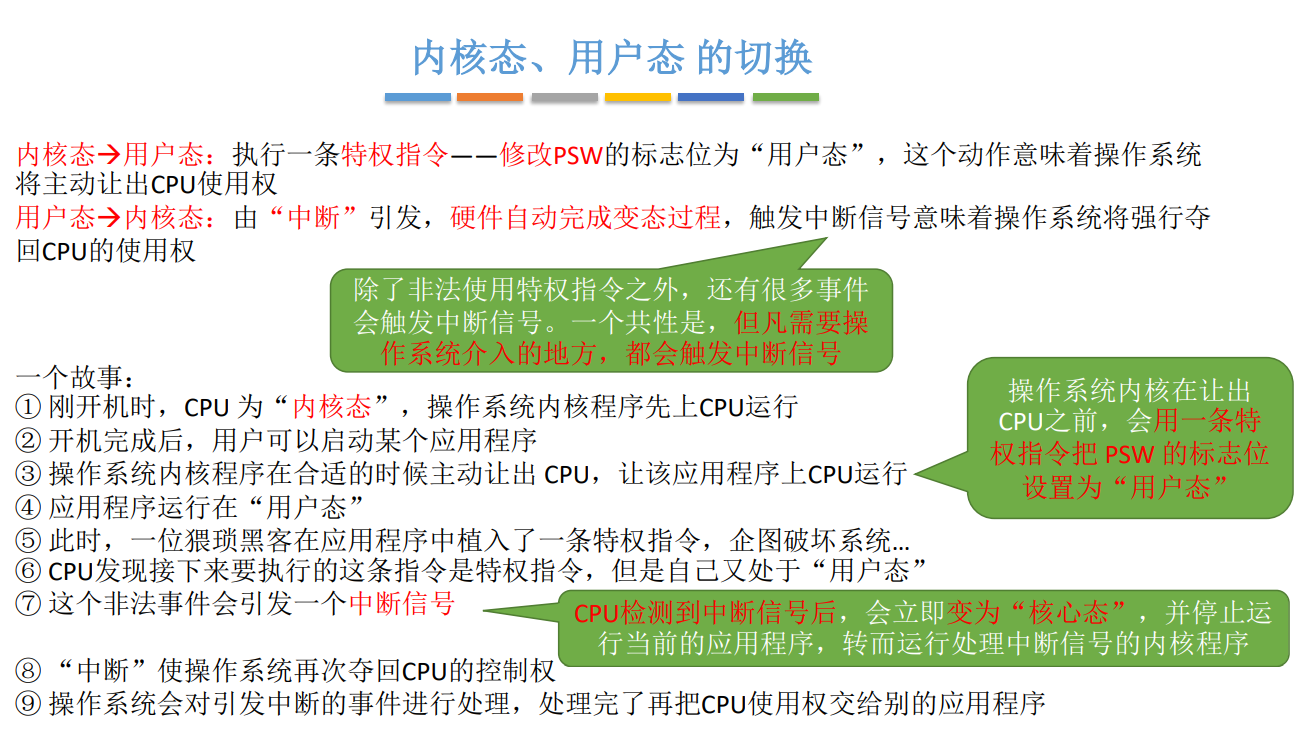 内核态、用户态 的切换
内核态→用户态：执行一条特权指令——修改PSW的标志位为“用户态”，这个动作意味着操作系统
将主动让出CPU使用权
用户态→内核态：由“中断”引发，硬件自动完成变态过程，触发中断信号意味着操作系统将强行夺
回CPU的使用权
除了非法使用特权指令之外，还有很多事件
会触发中断信号。一个共性是，但凡需要操
作系统介入的地方，都会触发中断信号
一个故事：
① 刚开机时，CPU 为“内核态”，操作系统内核程序先上CPU运行
② 开机完成后，用户可以启动某个应用程序
③ 操作系统内核程序在合适的时候主动让出 CPU，让该应用程序上CPU运行
操作系统内核在让出
CPU之前，会用一条特
权指令把 PSW 的标志位
设置为“用户态”
④ 应用程序运行在“用户态”
⑤ 此时，一位猥琐黑客在应用程序中植入了一条特权指令，企图破坏系统…
⑥ CPU发现接下来要执行的这条指令是特权指令，但是自己又处于“用户态”
⑦ 这个非法事件会引发一个中断信号
CPU检测到中断信号后，会立即变为“核心态”，并停止运
行当前的应用程序，转而运行处理中断信号的内核程序
⑧ “中断”使操作系统再次夺回CPU的控制权
⑨ 操作系统会对引发中断的事件进行处理，处理完了再把CPU使用权交给别的应用程序